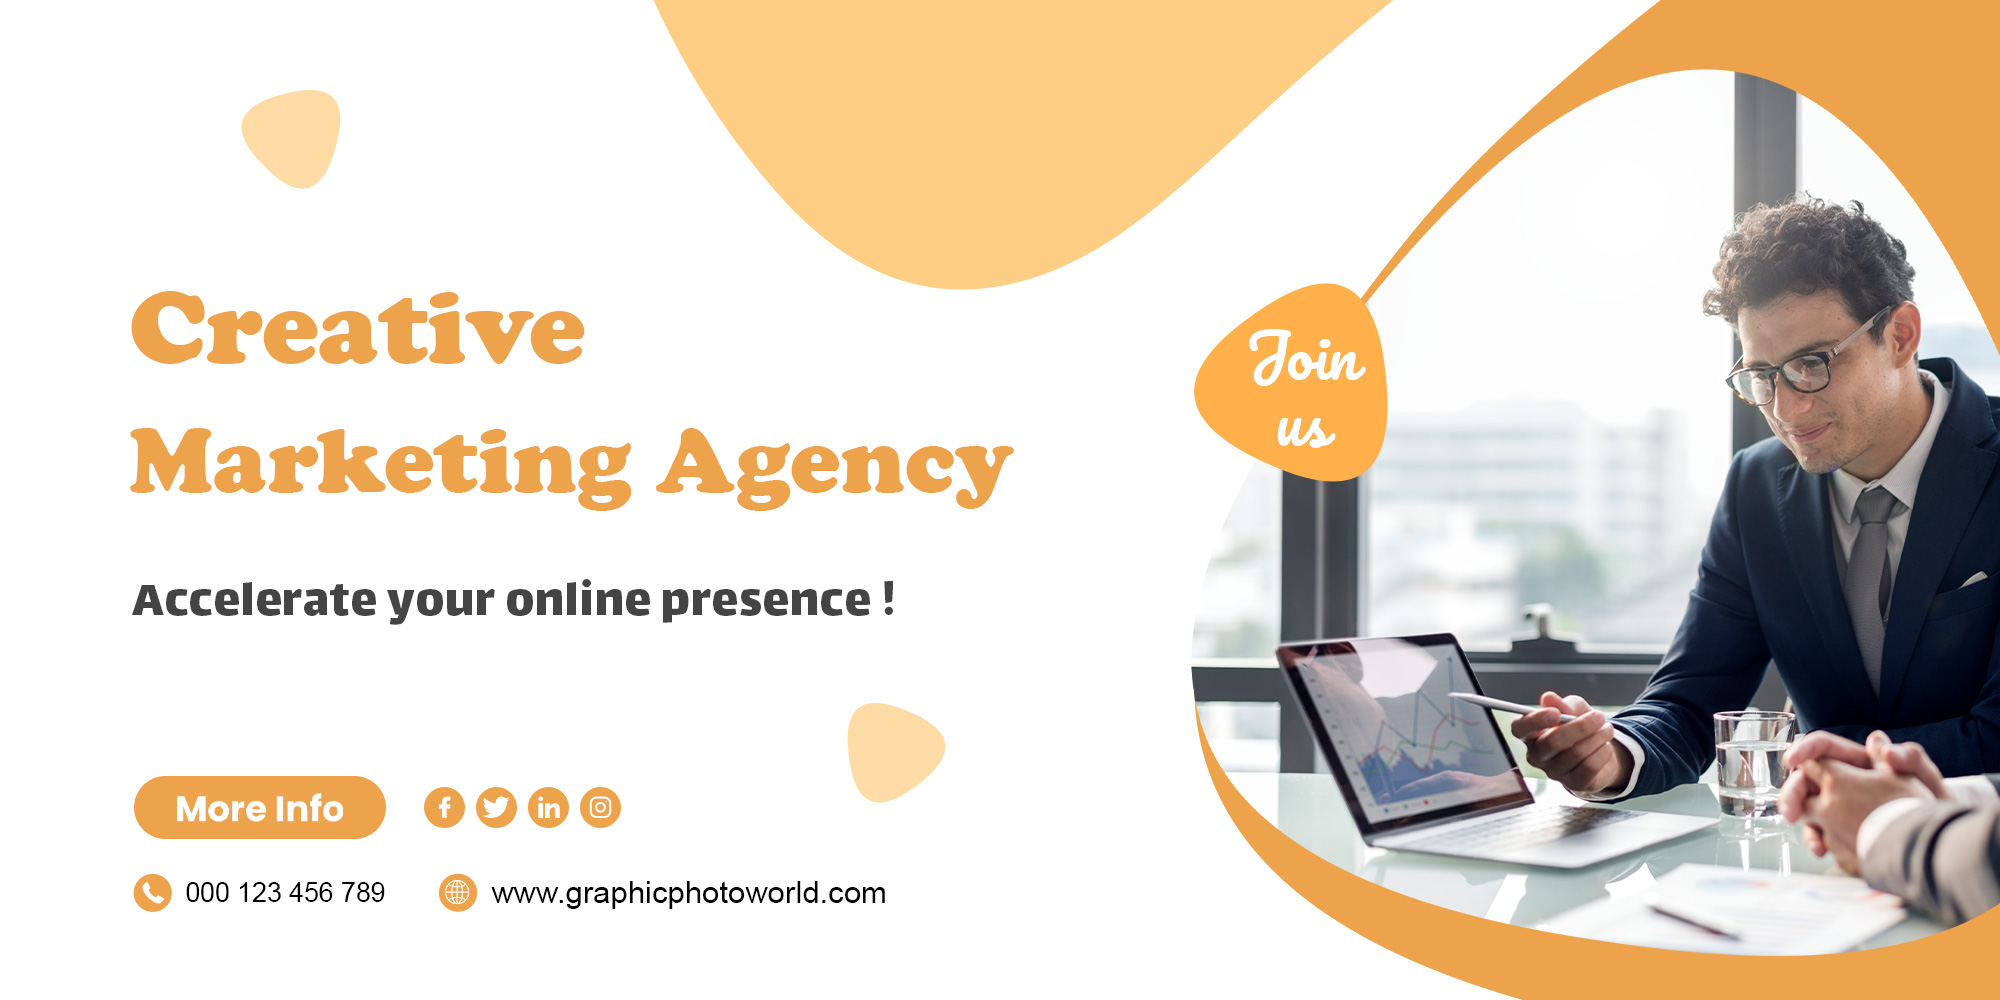 Creative
Marketing Agency
Accelerate your online presence !
Join
us
More Info
000 123 456 789
www.graphicphotoworld.com